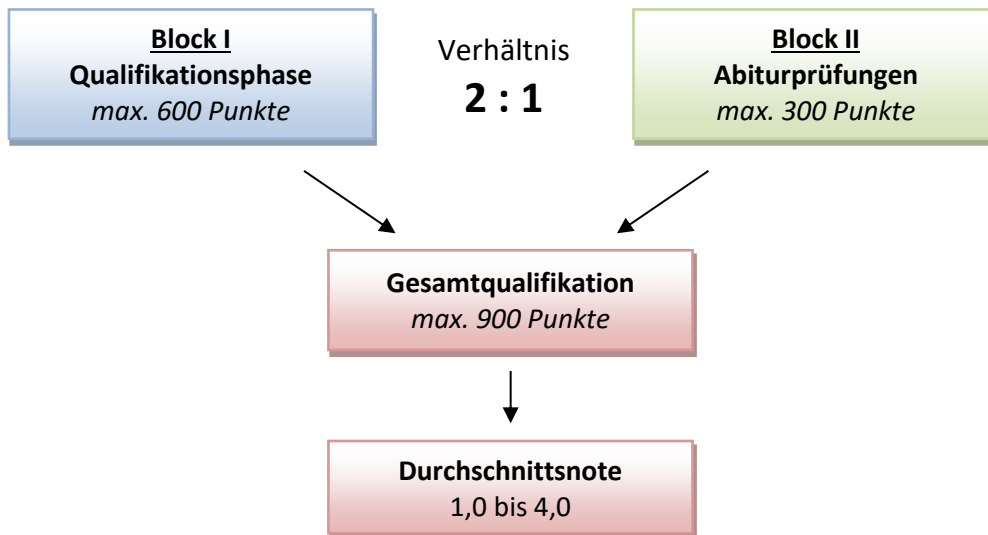 Block I
Qualifikationsphase
max. 600 Punkte
Verhältnis
2 : 1
Block II
Abiturprüfungen
max. 300 Punkte
Gesamtqualifikation
max. 900 Punkte
Durchschnittsnote
1,0 bis 4,0